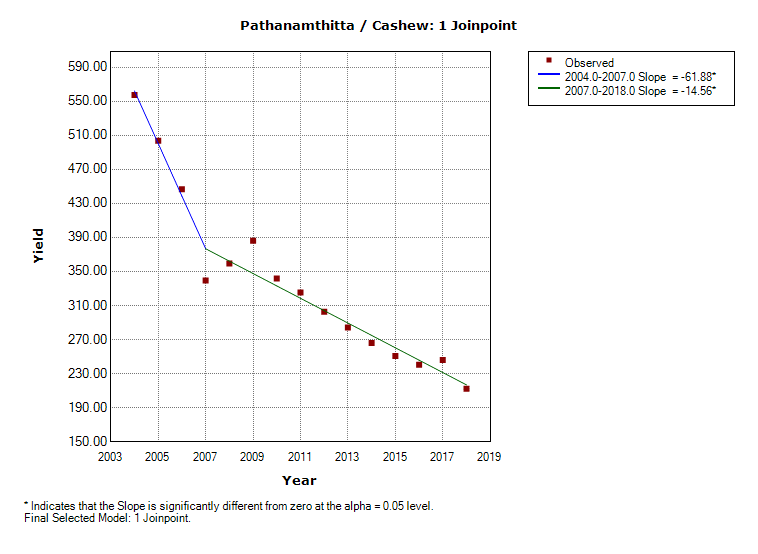 Pathanamthitta / Cashew: 1 Joinpoint
Observed
2004.0-2007.0 Slope = -61.88*
2007.0-2018.0 Slope = -14.56*
590.00
550.00
510.00
470.00
430.00
390.00
350.00
310.00
270.00
230.00
190.00
150.00
Yield
2003 2005 2007 2009 2011 2013 2015 2017 2019
Year
* Indicates that the Slope is significantly different from zero at the alpha = 0.05 level.
Final Selected Model: 1 Joinpoint.